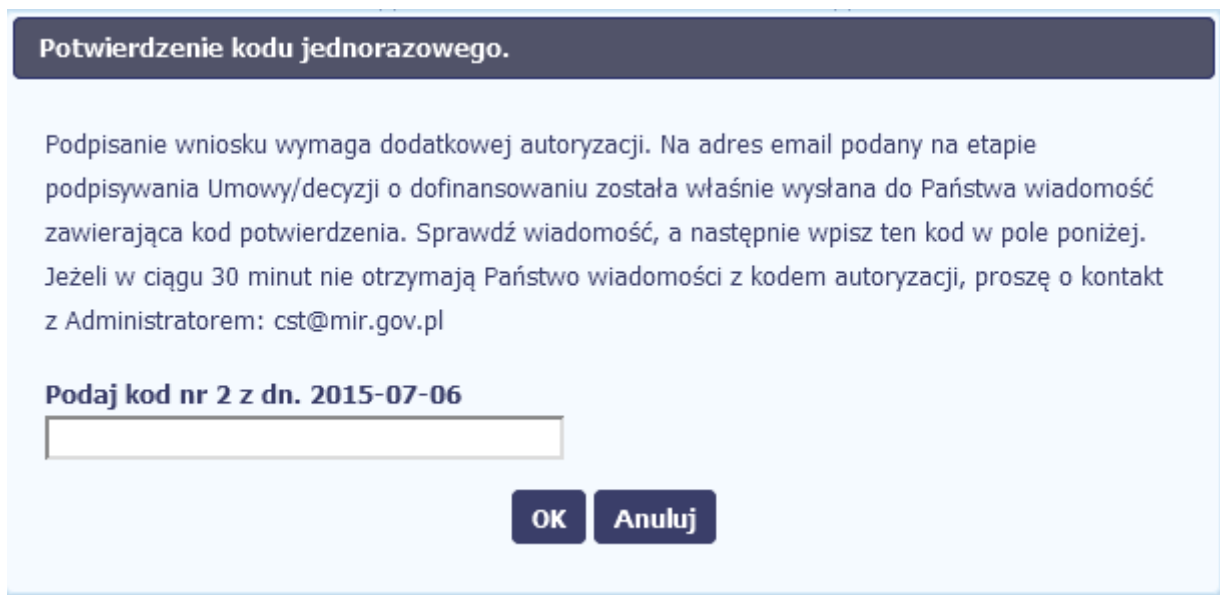 Potwierdzenie kodu jednorazowego.
Podpisanie wniosku wymaga dodatkowej autoryzacji. Na adres email podany na etapie
podpisywania Umowy/decyzji o dofinansowaniu została właśnie wysłana do Państwa wiadomość
zawierająca kod potwierdzenia. Sprawdź wiadomość, a następnie wpisz ten kod w pole poniżej.
Jeżeli w ciągu 30 minut nie otrzymają Państwo wiadomości z kodem autoryzacji, proszę o kontakt
z Administratorem: cst@mir.gov.pl
Podaj kod nr 2 z dn. 2015-07-06
OK Anuluj